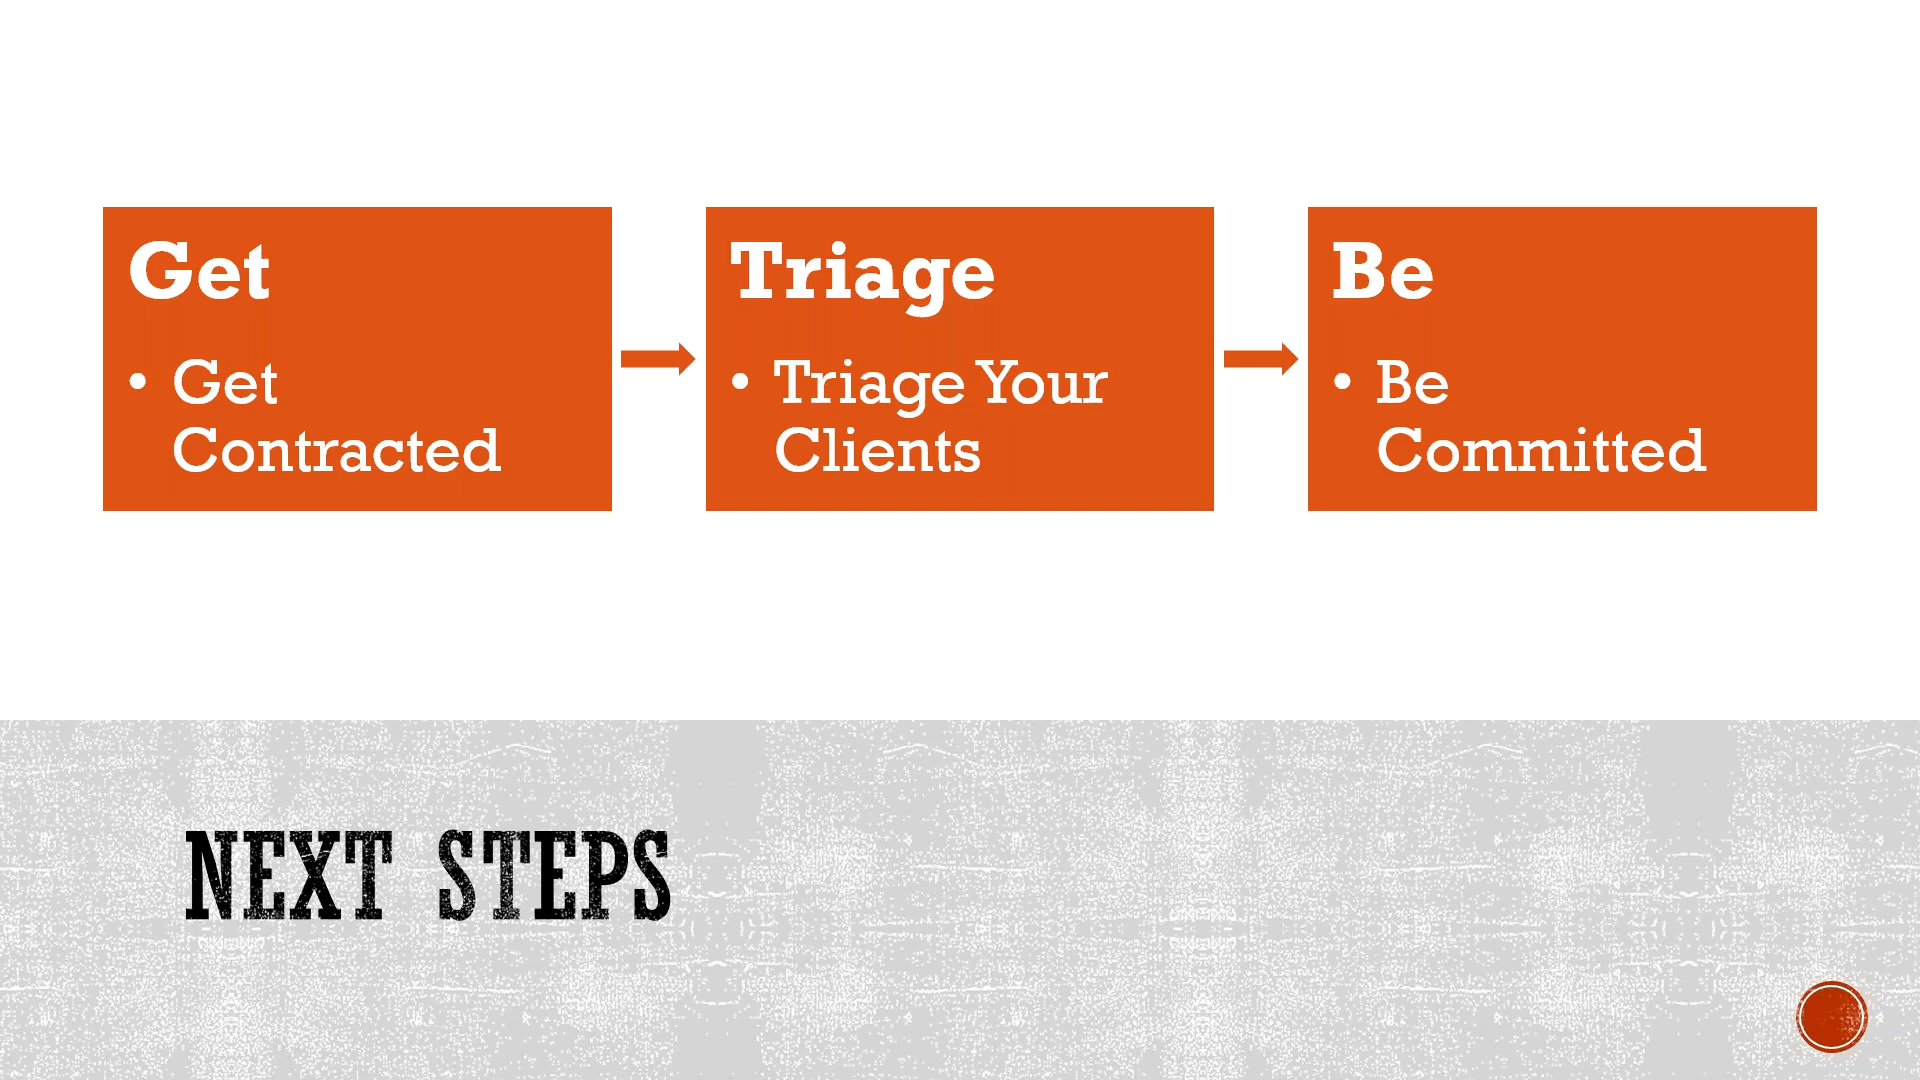 Get
• Get
Contracted
Triage
• Triage Your
Clients
Be
• Be
Committed
NEXT STEPS